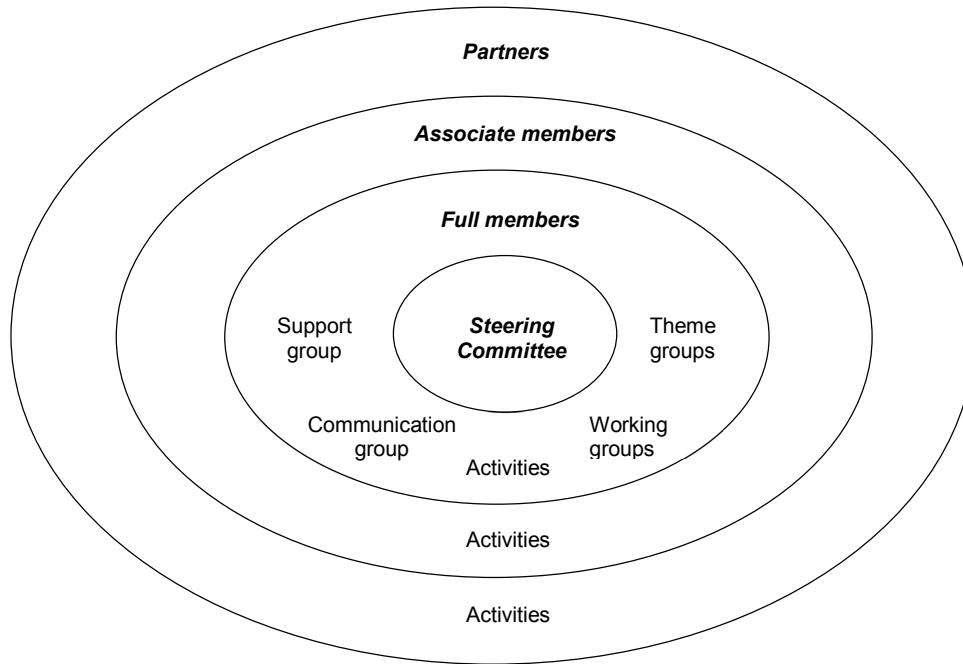 Partners
Associate members
Full members
Support
group
Steering
Committee
Theme
groups
Communication
group
Working
groups
Activities
Activities
Activities